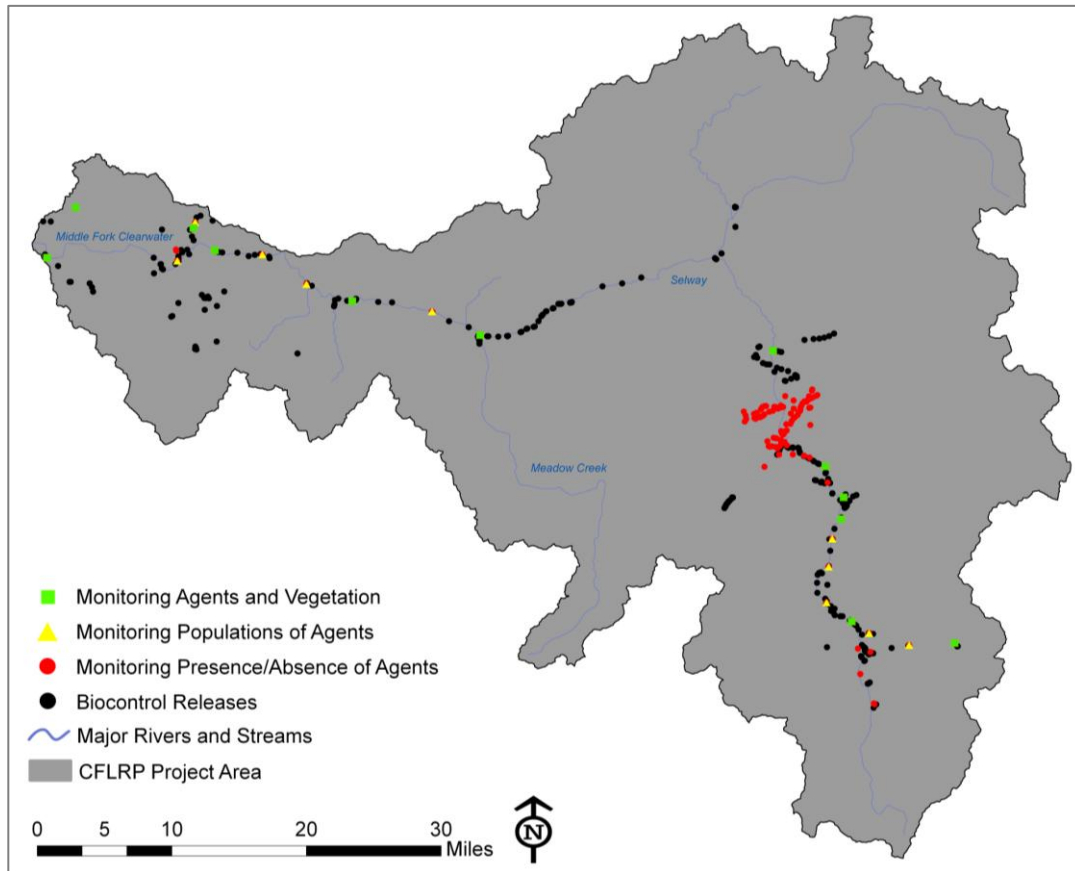 Middle Fork Clearwater
Selway
Meadow Creek
Monitoring Agents and Vegetation
Monitoring Populations of Agents
Monitoring Presence/Absence of Agents
Biocontrol Releases
Major Rivers and Streams
CFLRP Project Area
0 5 10 20 30
Miles
N